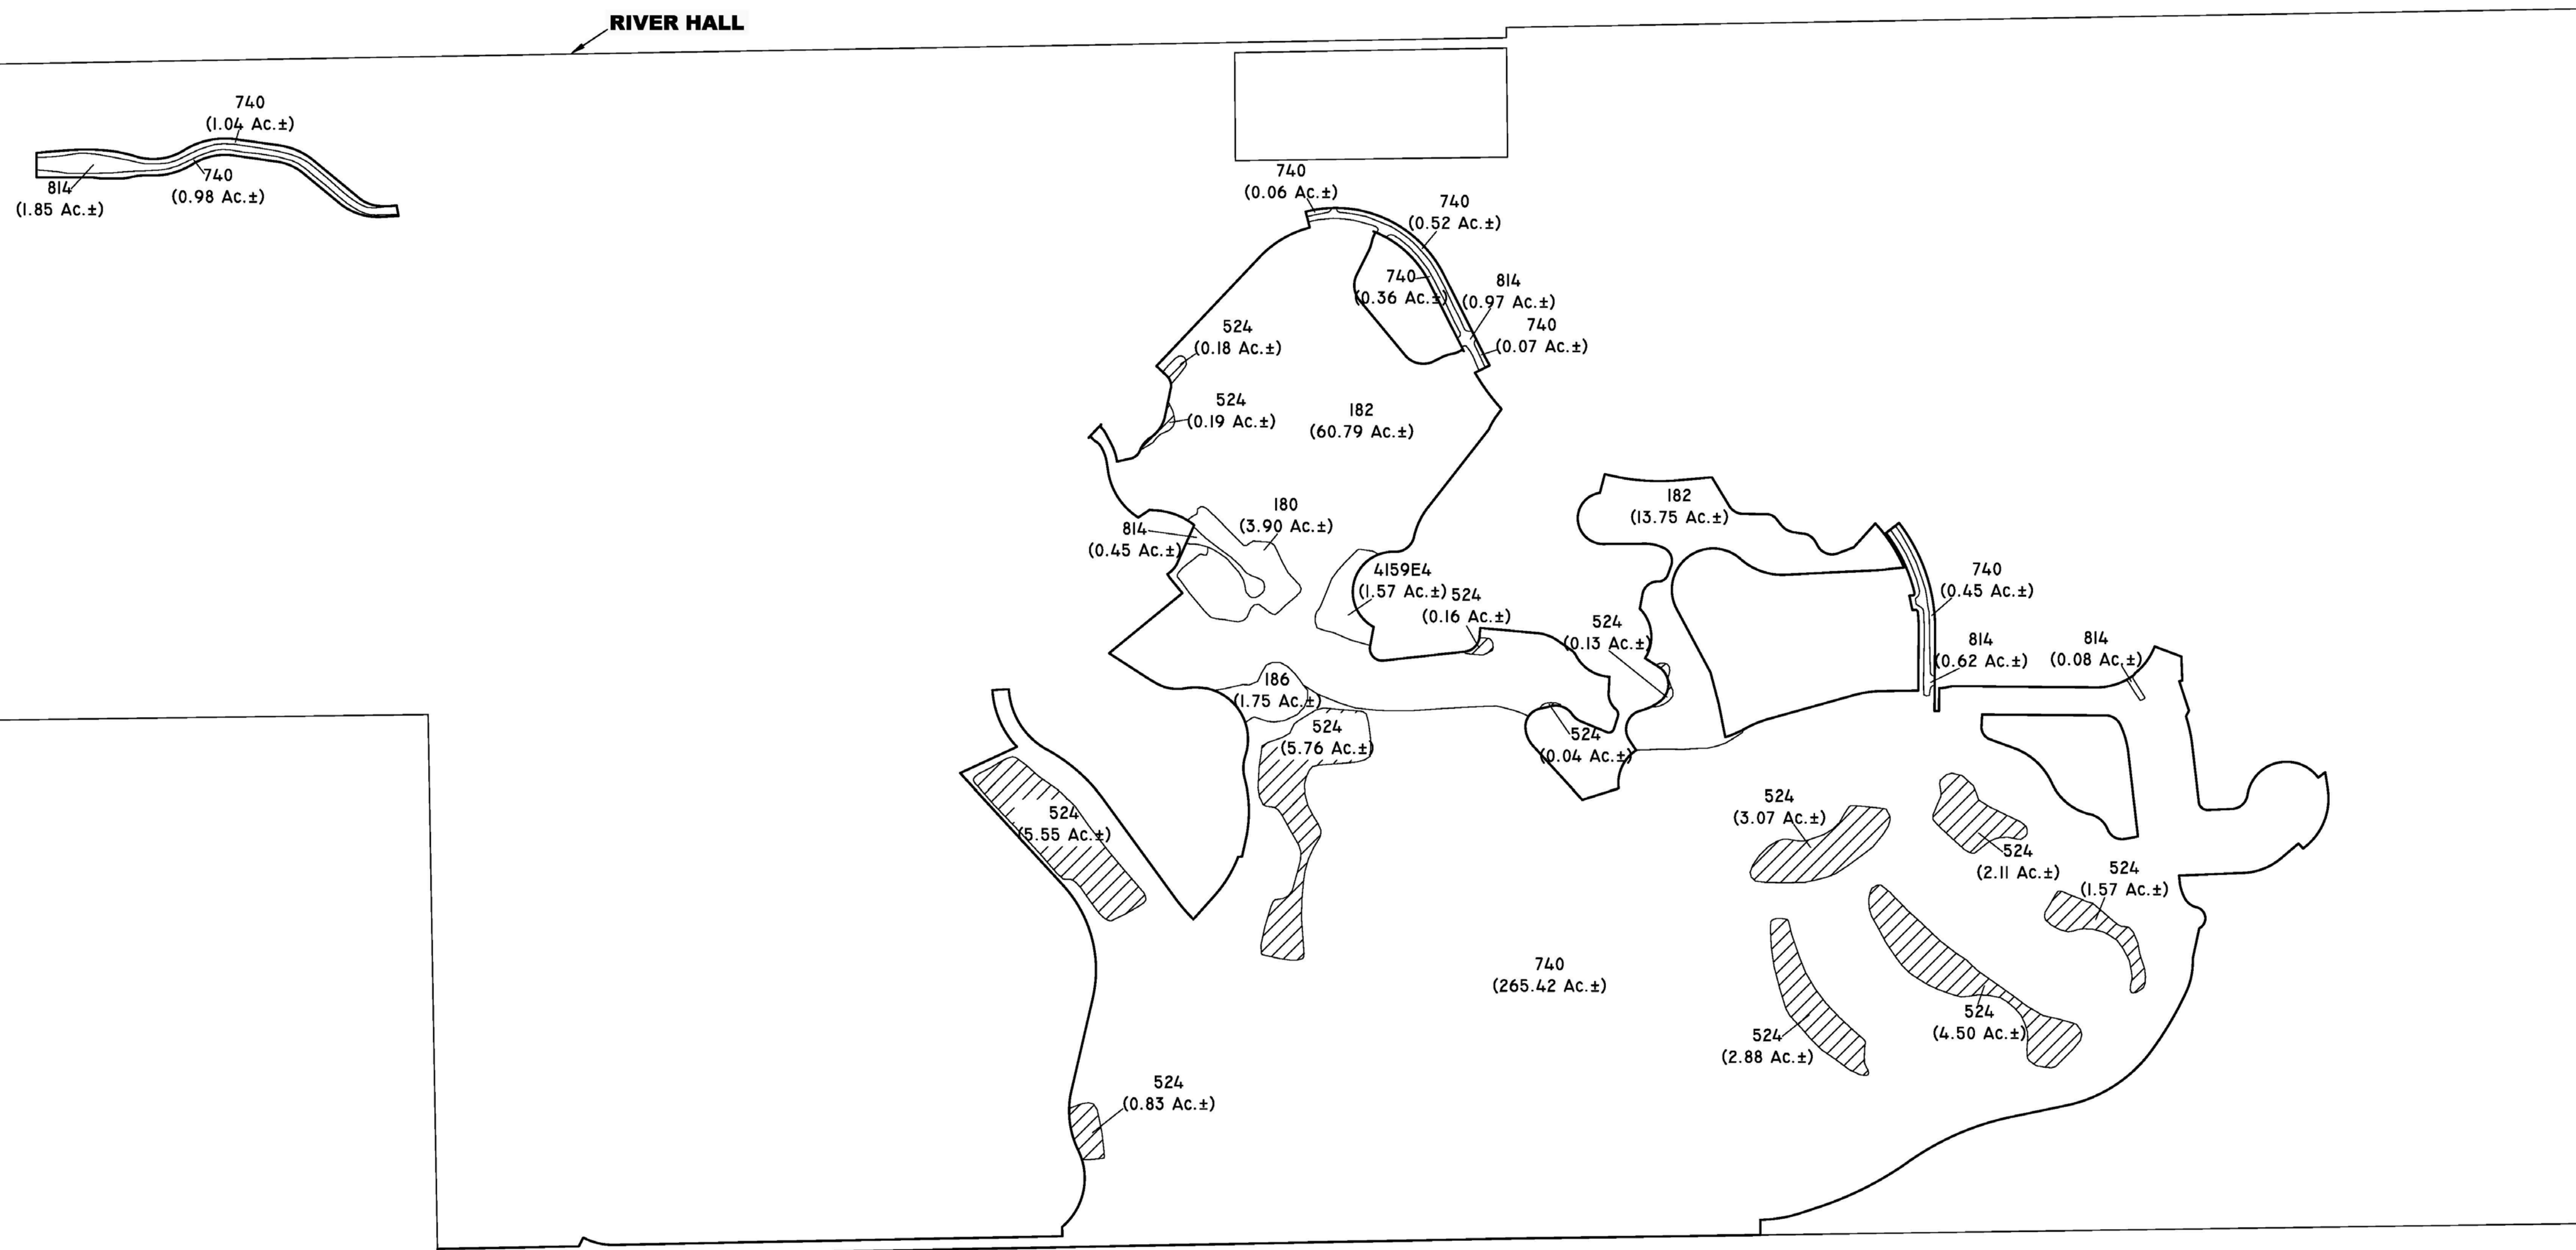 RIVER HALL
740
(1.04 Ac.±)
814
(1.85 Ac.±)
740
(0.98 Ac.±)
740
(0.06 Ac.±)
740
(0.52 Ac.±)
740
(0.36 Ac.±)
814
(0.97 Ac.±)
740
(0.07 Ac.±)
524
(0.18 Ac.±)
524
(0.19 Ac.±)
182
(60.79 Ac.±)
180
(3.90 Ac.±)
814
(0.45 Ac.±)
182
(13.75 Ac.±)
4159E4
(1.57 Ac.±)
524
(0.16 Ac.±)
740
(0.45 Ac.±)
524
(0.13 Ac.±)
814
(0.62 Ac.±)
814
(0.08 Ac.±)
186
(1.75 Ac.±)
524
(5.76 Ac.±)
524
(0.04 Ac.±)
524
(5.55 Ac.±)
524
(3.07 Ac.±)
524
(2.11 Ac.±)
524
(1.57 Ac.±)
740
(265.42 Ac.±)
524
(4.50 Ac.±)
524
(2.88 Ac.±)
524
(0.83 Ac.±)